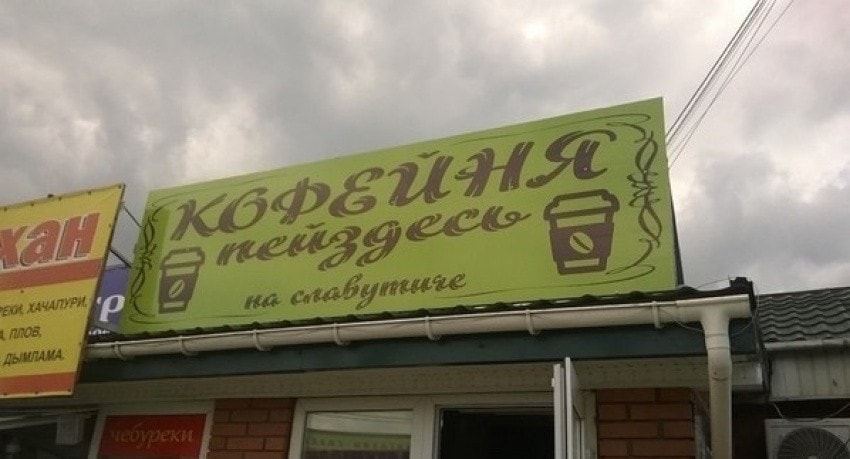 КОФЕЙНЯ
пейздесь
на славутиче
хан
РЕКИ, ХАЧАПУРИ,
ПЛОВ,
ДЫМЛАМА.
чебуреки